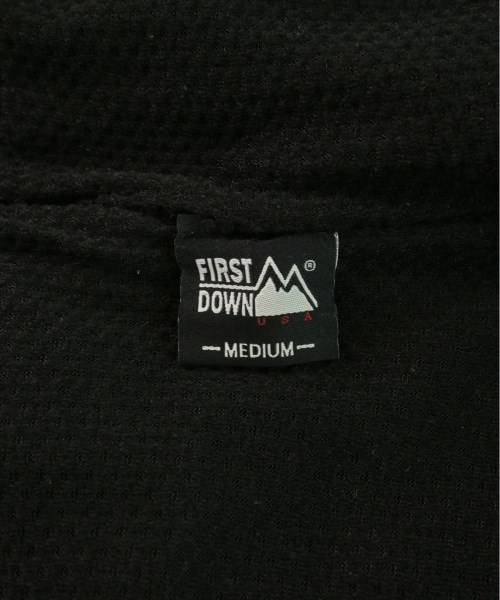 FIRST
DOWN
®
USA
— MEDIUM —